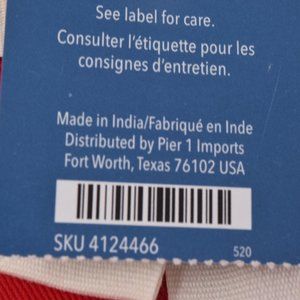 See label for care.
Consulter l'étiquette pour les
consignes d'entretien.
Made in India/Fabriqué en Inde
Distributed by Pier 1 Imports
Fort Worth, Texas 76102 USA
SKU 4124466 520